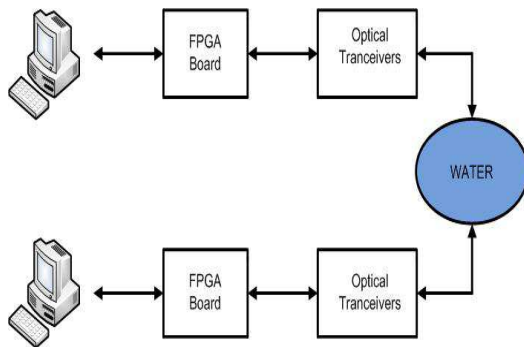 FPGA
Board
Optical
Tranceivers
WATER
FPGA
Board
Optical
Tranceivers